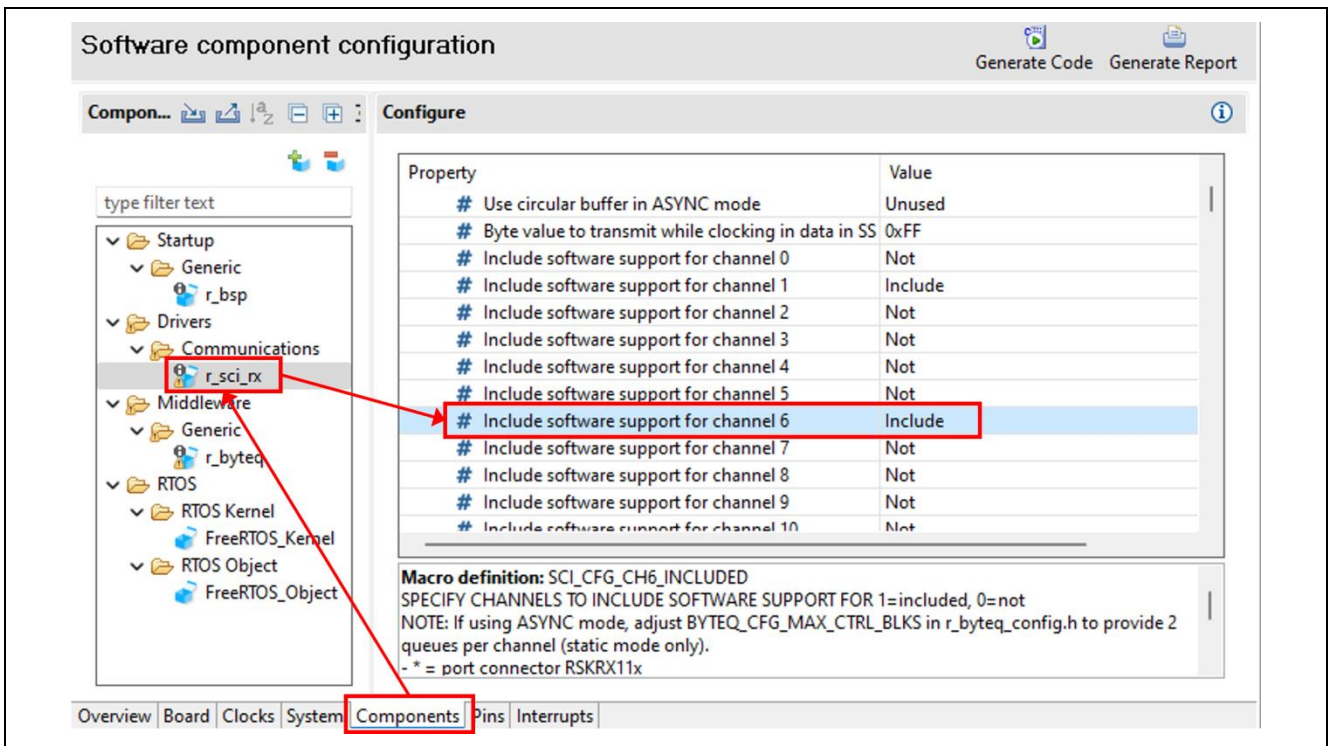 Software component configuration
Generate Code Generate Report
Compon...
Configure
type filter text
Startup
Generic
r_bsp
Drivers
Communications
r_sci_rx
Middleware
Generic
r_byteq
RTOS
RTOS Kernel
FreeRTOS_Kernel
RTOS Object
FreeRTOS_Object
Property Value
# Use circular buffer in ASYNC mode Unused
# Byte value to transmit while clocking in data in SS 0xFF
# Include software support for channel 0 Not
# Include software support for channel 1 Include
# Include software support for channel 2 Not
# Include software support for channel 3 Not
# Include software support for channel 4 Not
# Include software support for channel 5 Not
# Include software support for channel 6 Include
# Include software support for channel 7 Not
# Include software support for channel 8 Not
# Include software support for channel 9 Not
# Include software support for channel 10 Not
Macro definition: SCI_CFG_CH6_INCLUDED
SPECIFY CHANNELS TO INCLUDE SOFTWARE SUPPORT FOR 1=included, 0=not
NOTE: If using ASYNC mode, adjust BYTEQ_CFG_MAX_CTRL_BLKS in r_byteq_config.h to provide 2
queues per channel (static mode only).
- * = port connector RSKRX11x
Overview Board Clocks System Components Pins Interrupts